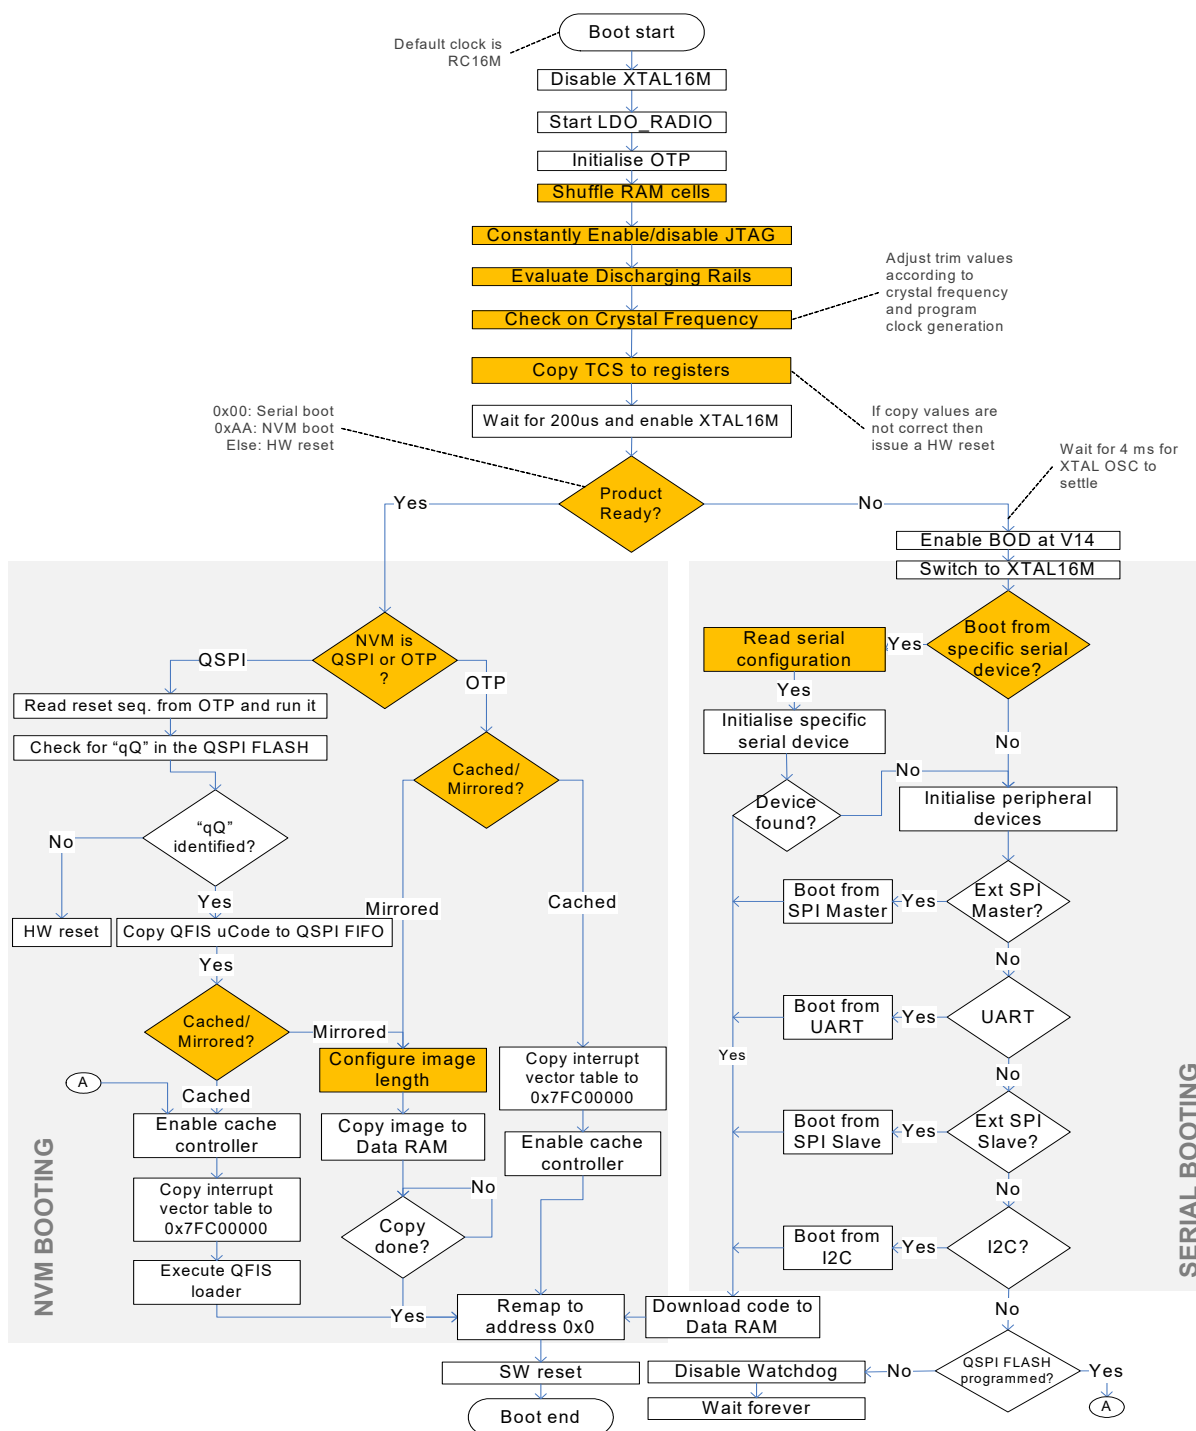 Boot start
Default clock is
RC16M
Disable XTAL16M
Start LDO_RADIO
Initialise OTP
Shuffle RAM cells
Constantly Enable/disable JTAG
Evaluate Discharging Rails
Adjust trim values
according to
crystal frequency
and program
clock generation
Check on Crystal Frequency
Copy TCS to registers
0x00: Serial boot
0xAA: NVM boot
Else: HW reset
Wait for 200us and enable XTAL16M
If copy values are
not correct then
issue a HW reset
Wait for 4 ms for
XTAL OSC to
settle
Product
Ready?
Yes
No
Enable BOD at V14
Switch to XTAL16M
NVM is
QSPI or OTP
?
QSPI
OTP
Read reset seq. from OTP and run it
Check for “qQ” in the QSPI FLASH
“qQ”
identified?
No
Yes
HW reset
Copy QFIS uCode to QSPI FIFO
Yes
Cached/
Mirrored?
Mirrored
Cached
A
Enable cache
controller
Copy interrupt
vector table to
0x7FC00000
Execute QFIS
loader
Cached/
Mirrored?
Mirrored
Cached
Configure image
length
Copy image to
Data RAM
Copy
done?
No
Yes
Copy interrupt
vector table to
0x7FC00000
Enable cache
controller
NVM BOOTING
Boot from
specific serial
device?
Yes
Read serial
configuration
Yes
Initialise specific
serial device
No
Device
found?
No
Yes
Initialise peripheral
devices
Ext SPI
Master?
Yes
Boot from
SPI Master
No
UART
Yes
Boot from
UART
No
Ext SPI
Slave?
Yes
Boot from
SPI Slave
No
I2C?
Yes
Boot from
I2C
No
SERIAL BOOTING
Download code to
Data RAM
Remap to
address 0x0
SW reset
Boot end
QSPI FLASH
programmed?
No
Yes
A
Disable Watchdog
Wait forever